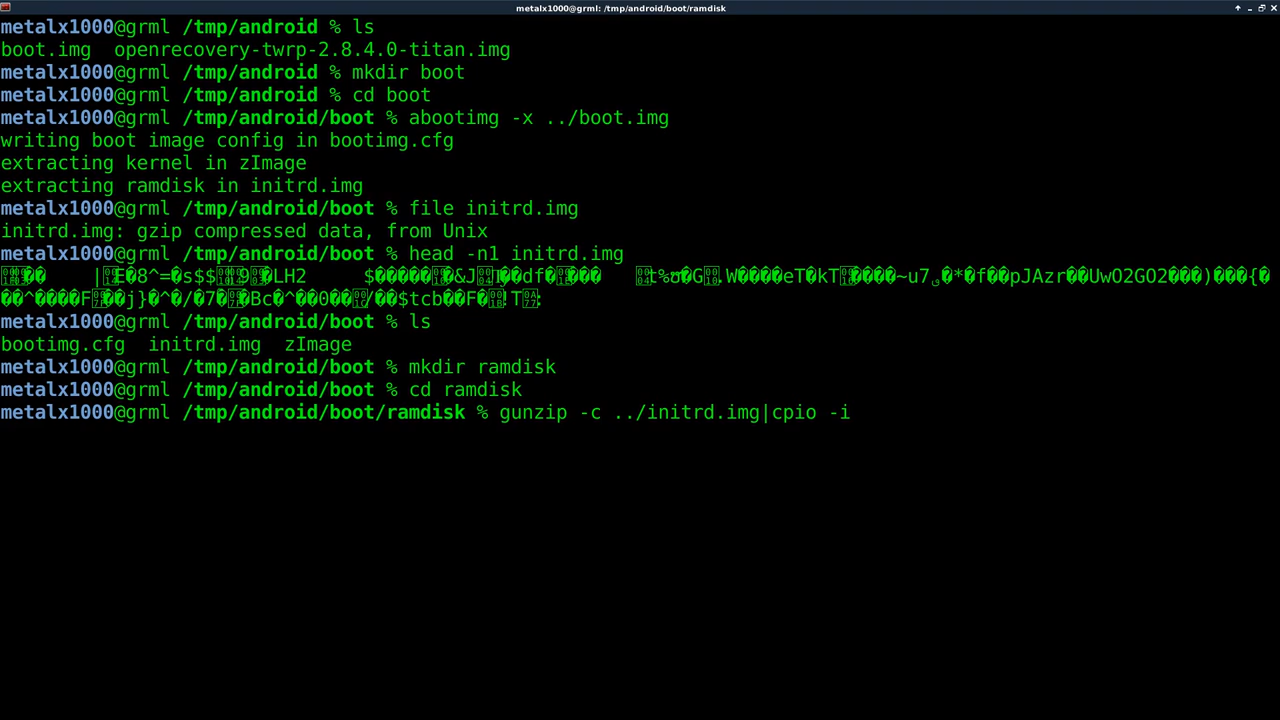 metalx1000@grml: /tmp/android/boot/ramdisk
metalx1000@grml /tmp/android % ls
boot.img  openrecovery-twrp-2.8.4.0-titan.img
metalx1000@grml /tmp/android % mkdir boot
metalx1000@grml /tmp/android % cd boot
metalx1000@grml /tmp/android/boot % abootimg -x ../boot.img
writing boot image config in bootimg.cfg
extracting kernel in zImage
extracting ramdisk in initrd.img
metalx1000@grml /tmp/android/boot % file initrd.img
initrd.img: gzip compressed data, from Unix
metalx1000@grml /tmp/android/boot % head -n1 initrd.img
metalx1000@grml /tmp/android/boot % ls
bootimg.cfg  initrd.img  zImage
metalx1000@grml /tmp/android/boot % mkdir ramdisk
metalx1000@grml /tmp/android/boot % cd ramdisk
metalx1000@grml /tmp/android/boot/ramdisk % gunzip -c ../initrd.img|cpio -i